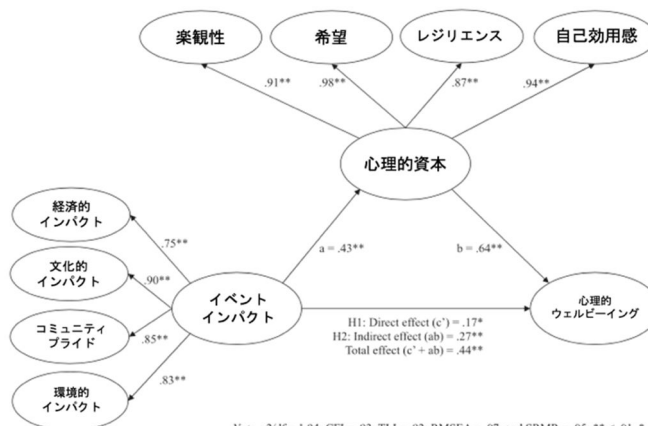 楽観性
希望
レジリエンス
自己効用感
.91**
.98**
.87**
.94**
心理的資本
経済的
インパクト
文化的
インパクト
コミュニティ
プライド
環境的
インパクト
.75**
.90**
.85**
.83**
イベント
インパクト
a = .43**
b = .64**
H1: Direct effect (c’) = .17*
H2: Indirect effect (ab) = .27**
Total effect (c’ + ab) = .44**
心理的
ウェルビーイング